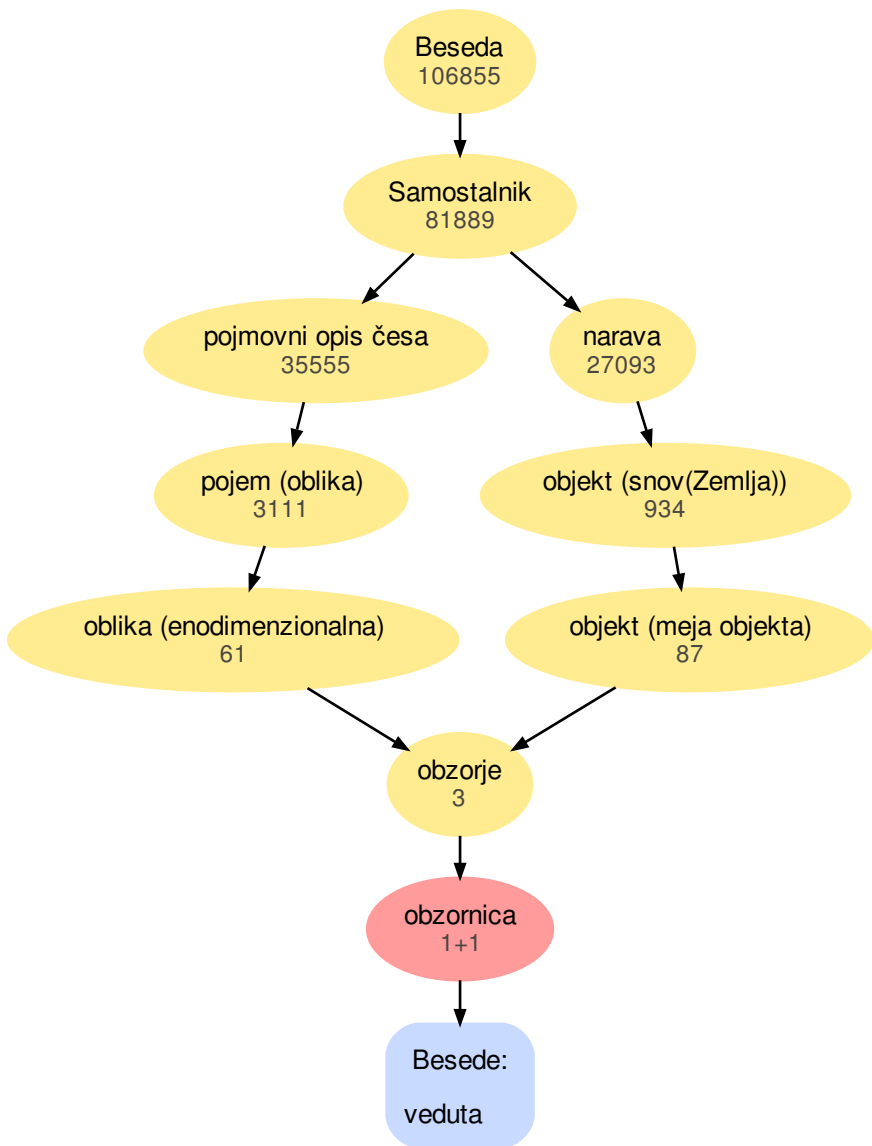 Beseda
106855
Samostalnik
81889
pojmovni opis česa
35555
narava
27093
pojem (oblika)
3111
objekt (snov(Zemlja))
934
oblika (enodimenzionalna)
61
objekt (meja objekta)
87
obzorje
3
obzornica
1+1
Besede:
veduta